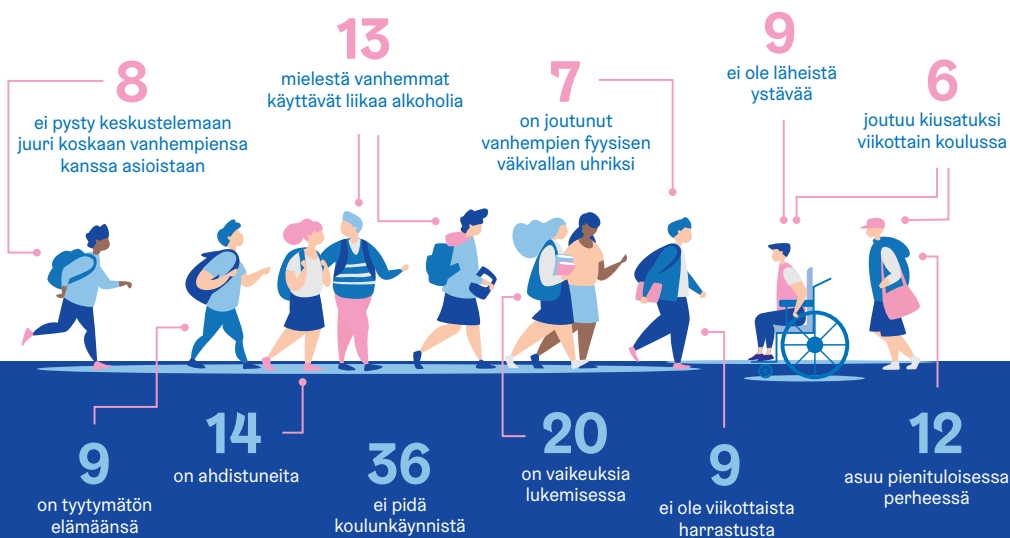 8
ei pysty keskustelemaan
juuri koskaan vanhempiensa
kanssa asioistaan
13
mielestä vanhemmat
käyttävät liikaa alkoholia
7
on joutunut
vanhempien fyysisen
väkivallan uhriksi
9
ei ole läheistä
ystävää
6
joutuu kiusatuksi
viikottain koulussa
9
on tyytymätön
elämäänsä
14
on ahdistuneita
36
ei pidä
koulunkäynnistä
20
on vaikeuksia
lukemisessa
9
ei ole viikottaista
harrastusta
12
asuu pienituloisessa
perheessä